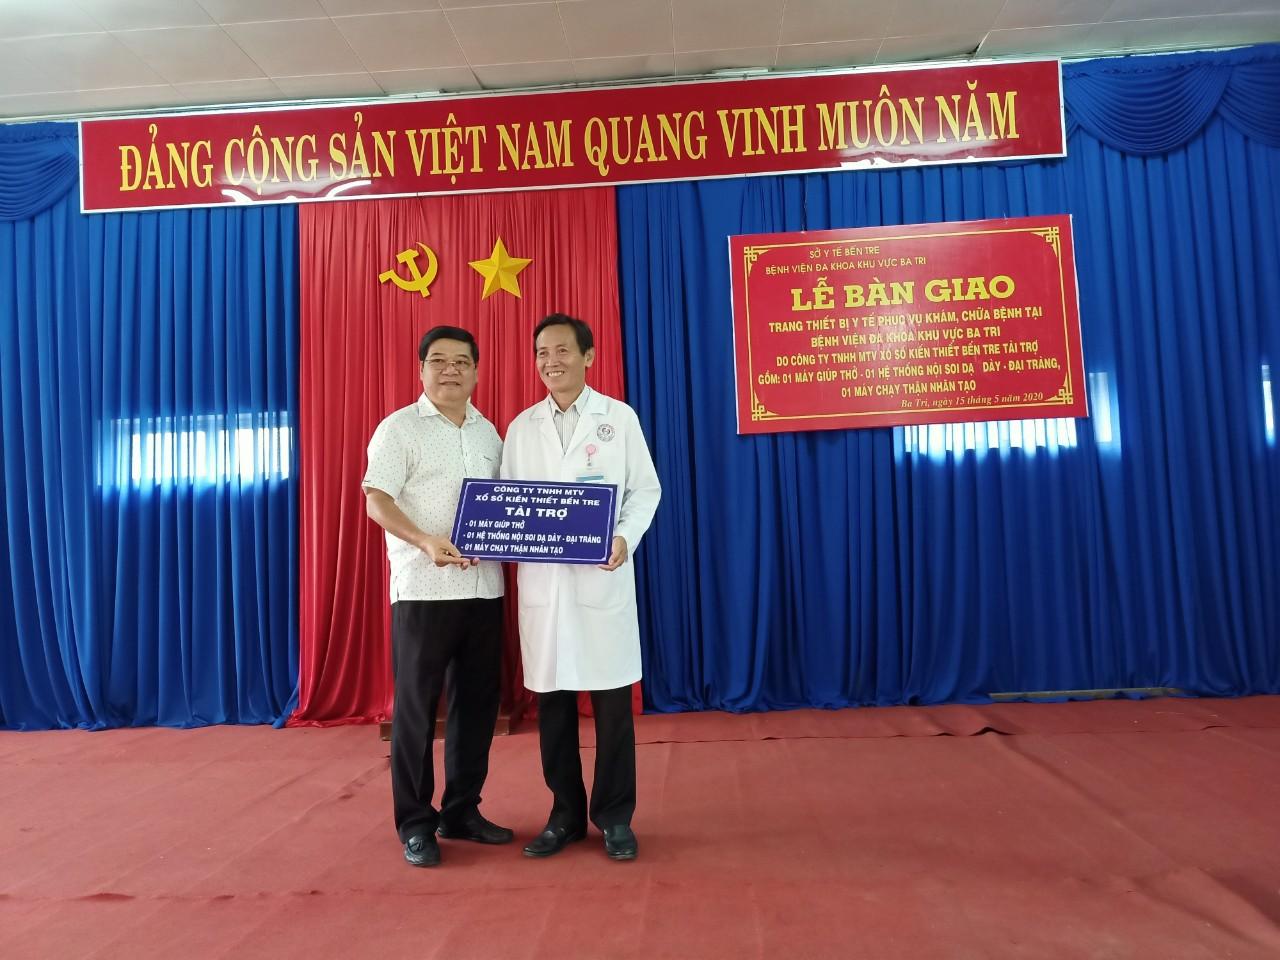 ĐẢNG CỘNG SẢN VIỆT NAM QUANG VINH MUÔN NĂM
SỞ Y TẾ BẾN TRE
BỆNH VIỆN ĐA KHOA KHU VỰC BA TRI
LỄ BÀN GIAO
TRANG THIẾT BỊ Y TẾ PHỤC VỤ KHÁM, CHỮA BỆNH TẠI
BỆNH VIỆN ĐA KHOA KHU VỰC BA TRI
DO CÔNG TY TNHH MTV XỔ SỐ KIẾN THIẾT BẾN TRE TÀI TRỢ
GỒM: 01 MÁY GIÚP THỞ - 01 HỆ THỐNG NỘI SOI DẠ DÀY - ĐẠI TRÀNG,
01 MÁY CHẠY THẬN NHÂN TẠO
Ba Tri, ngày 15 tháng 5 năm 2020
CÔNG TY TNHH MTV
XỔ SỐ KIẾN THIẾT BẾN TRE
TÀI TRỢ
- 01 MÁY GIÚP THỞ
- 01 HỆ THỐNG NỘI SOI DẠ DÀY - ĐẠI TRÀNG
- 01 MÁY CHẠY THẬN NHÂN TẠO